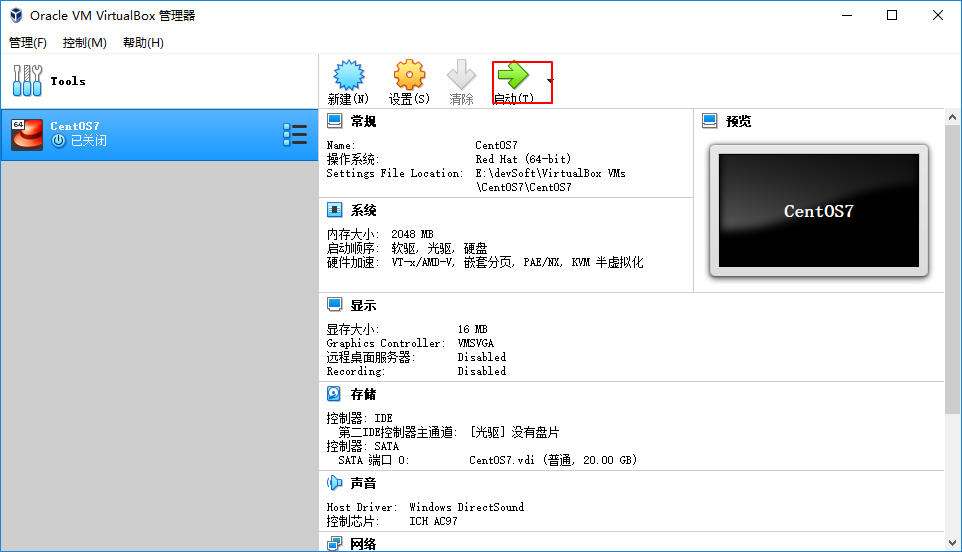 Oracle VM VirtualBox 管理器
管理(F) 控制(M) 帮助(H)
Tools
新建(N) 设置(S) 清除 启动(T)
64
CentOS7
已关闭
常规
Name: CentOS7
操作系统: Red Hat (64-bit)
Settings File Location: E:\devSoft\VirtualBox VMs
\CentOS7\CentOS7
预览
CentOS7
系统
内存大小: 2048 MB
启动顺序: 软驱, 光驱, 硬盘
硬件加速: VT-x/AMD-V, 嵌套分页, PAE/NX, KVM 半虚拟化
显示
显存大小: 16 MB
Graphics Controller: VMSVGA
远程桌面服务器: Disabled
Recording: Disabled
存储
控制器: IDE
第二IDE控制器主通道: [光驱] 没有盘片
控制器: SATA
SATA 端口 0: CentOS7.vdi (普通, 20.00 GB)
声音
Host Driver: Windows DirectSound
控制芯片: ICH AC97
网络